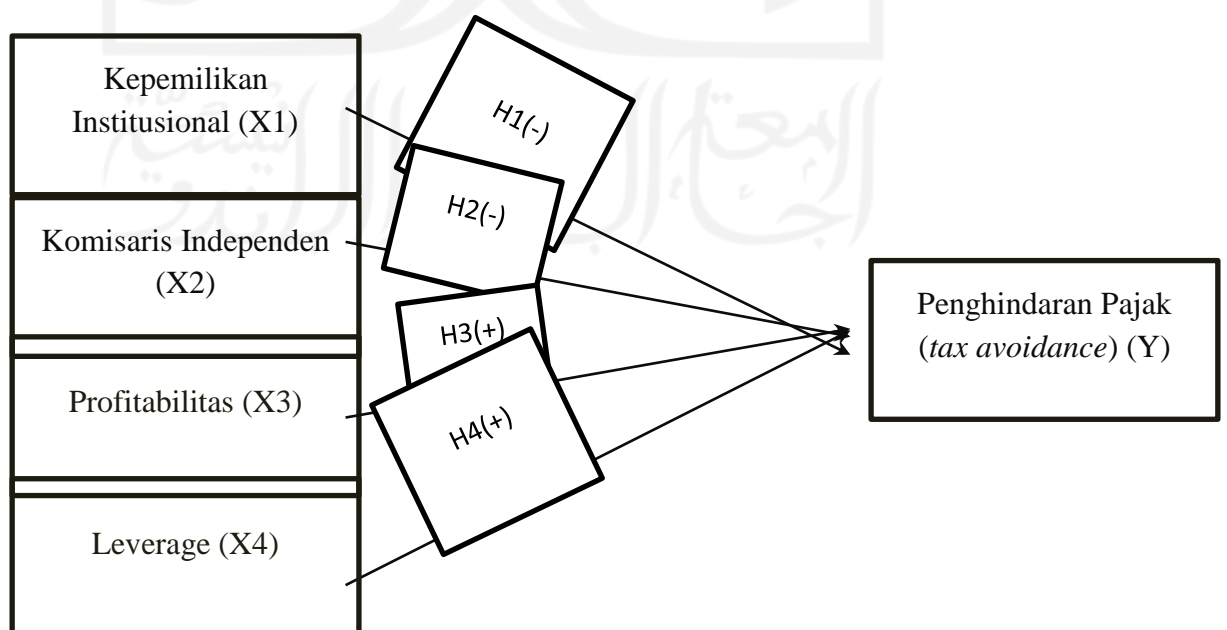 Kepemilikan
Institusional (X1)
Komisaris Independen
(X2)
Profitabilitas (X3)
Leverage (X4)
H1(-)
H2(-)
H3(+)
H4(+)
Penghindaran Pajak
(tax avoidance) (Y)